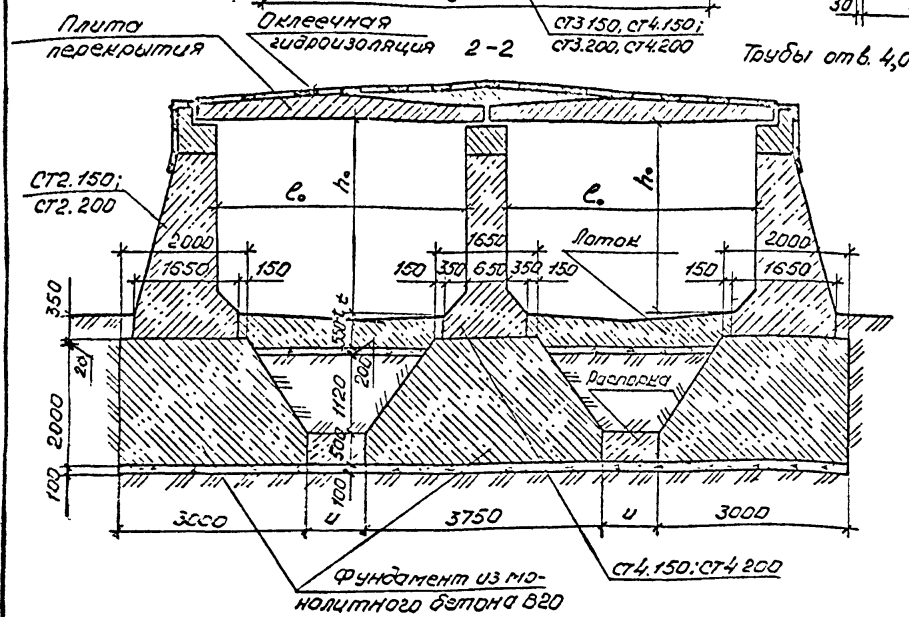 30
Плита
перекрытия
Оклеечная
гидроизоляция
2-2
СТ3.150, СТ4.150;
СТ3.200, СТ4.200
Трубы отв. 4,0
СТ2.150;
СТ2.200
h₀
h₀
l₀
l₀
Лоток
2000
1650
2000
1650
150
150
350
650
350
150
150
1650
350
20
2000
100
200
1120
500
100
Распорка
3000
u
3750
u
3000
Фундамент из мо-
нолитного бетона В20
СТ4.150; СТ4 200